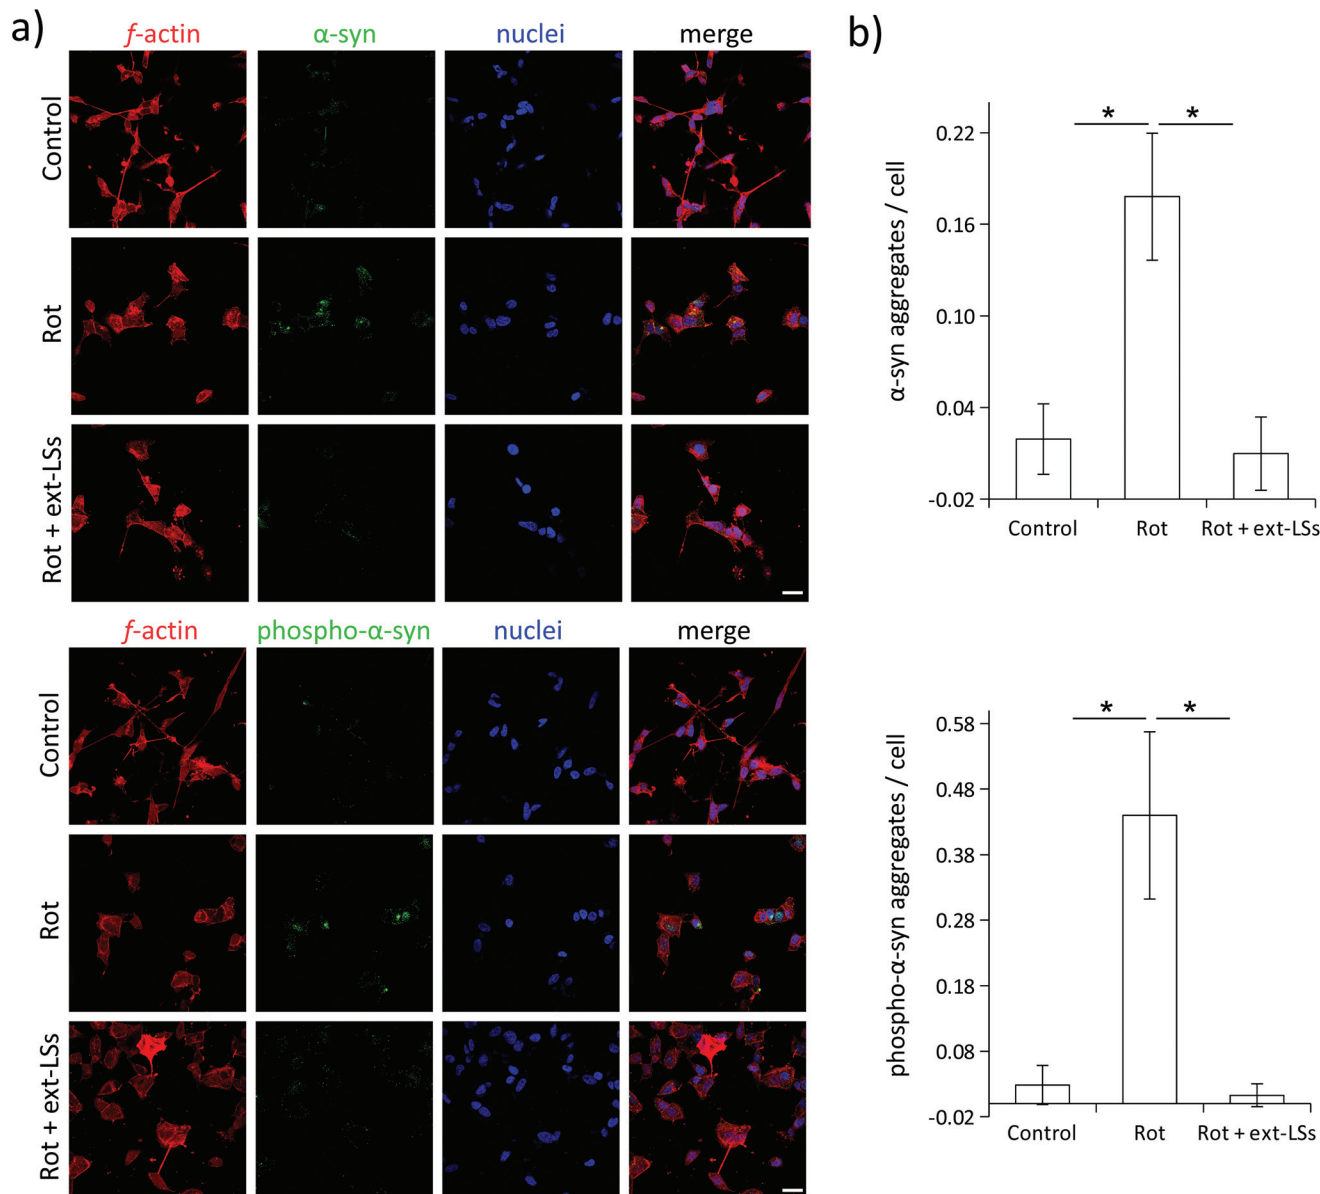 a)
f-actin α-syn nuclei merge
Control
Rot
Rot + ext-LSs
f-actin phospho-α-syn nuclei merge
Control
Rot
Rot + ext-LSs
b)
α-syn aggregates / cell
* *
0.22
0.16
0.10
0.04
-0.02
Control Rot Rot + ext-LSs
phospho-α-syn aggregates / cell
* *
0.58
0.48
0.38
0.28
0.18
0.08
-0.02
Control Rot Rot + ext-LSs